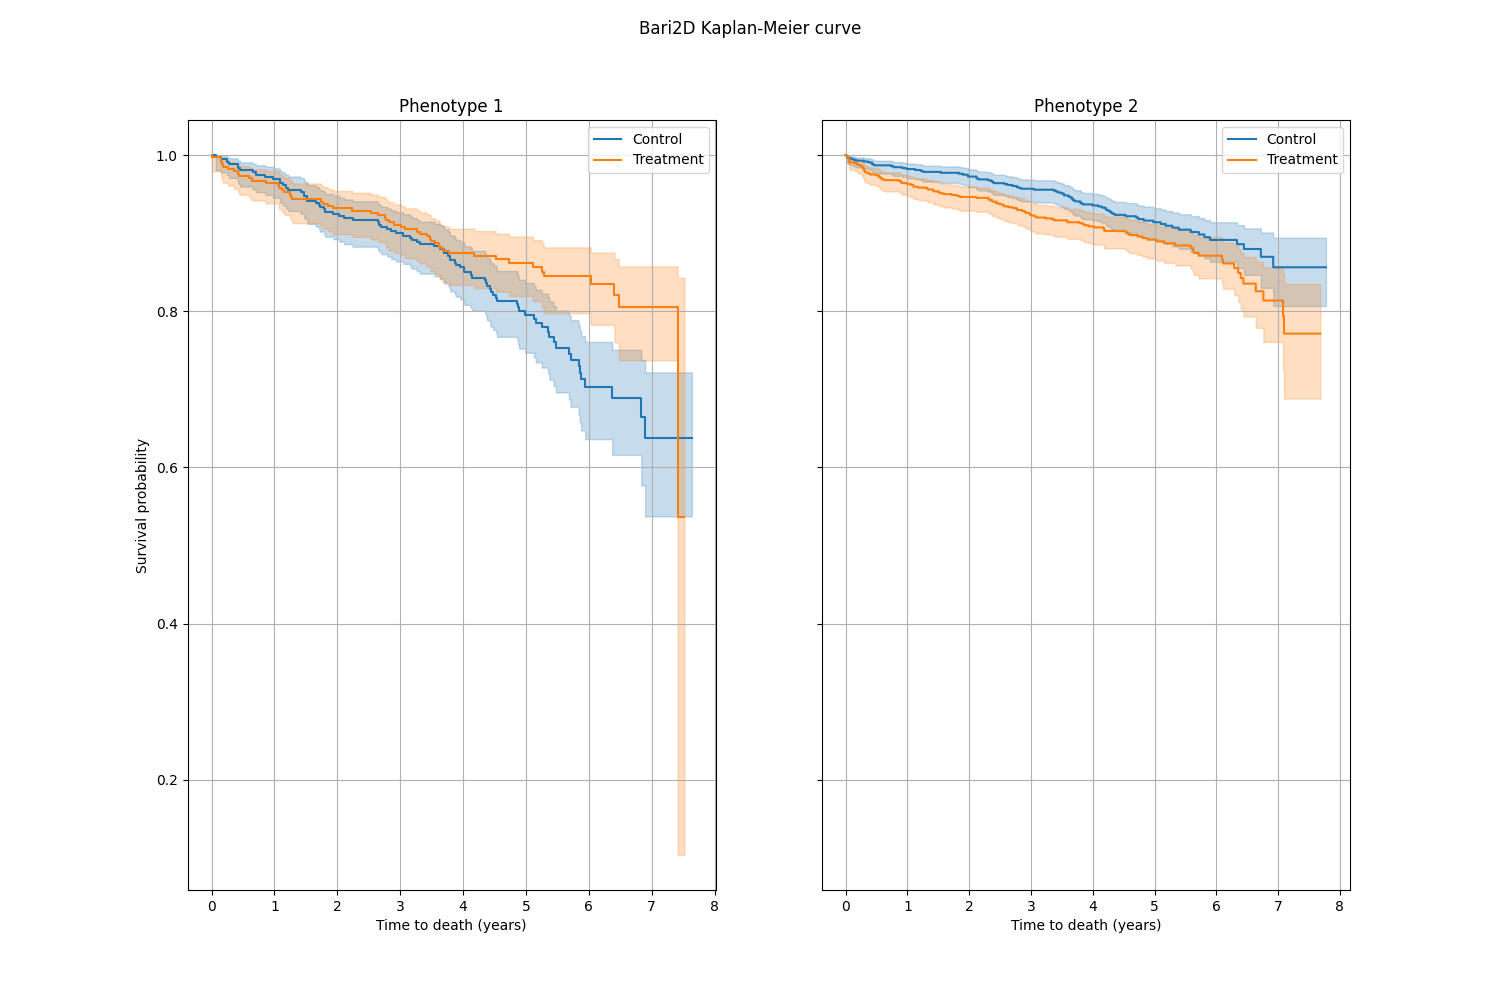 Bari2D Kaplan-Meier curve
Phenotype 1
Control
Treatment
1.0
0.8
0.6
0.4
0.2
Survival probability
0 1 2 3 4 5 6 7 8
Time to death (years)
Phenotype 2
Control
Treatment
0 1 2 3 4 5 6 7 8
Time to death (years)